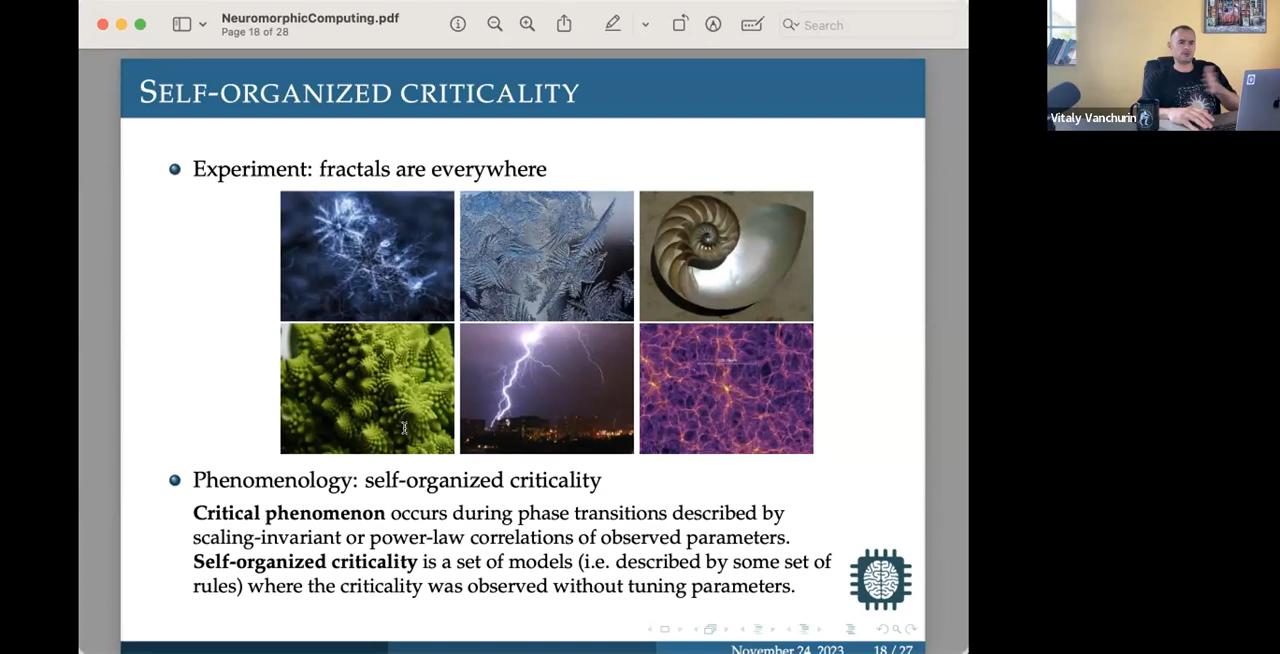 NeuromorphicComputing.pdf
Page 18 of 28
Search
SELF-ORGANIZED CRITICALITY
Vitaly Vanchurin
Experiment: fractals are everywhere
Phenomenology: self-organized criticality
Critical phenomenon occurs during phase transitions described by
scaling-invariant or power-law correlations of observed parameters.
Self-organized criticality is a set of models (i.e. described by some set of
rules) where the criticality was observed without tuning parameters.
November 24, 2023 18 / 27